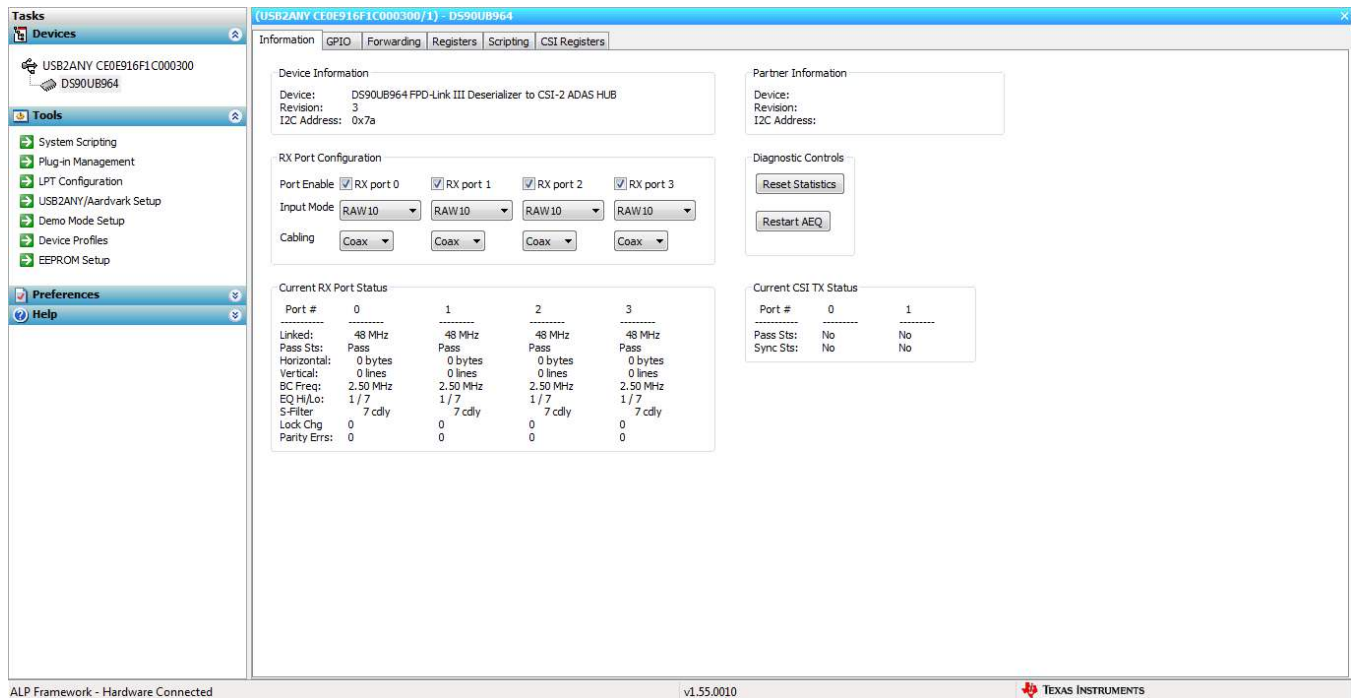 Tasks
Devices
USB2ANY CE0E916F1C000300
DS90UB964
Tools
System Scripting
Plug-in Management
LPT Configuration
USB2ANY/Aardvark Setup
Demo Mode Setup
Device Profiles
EEPROM Setup
Preferences
Help
(USB2ANY CE0E916F1C000300/1) - DS90UB964
Information GPIO Forwarding Registers Scripting CSI Registers
Device Information
Device: DS90UB964 FPD-Link III Deserializer to CSI-2 ADAS HUB
Revision: 3
I2C Address: 0x7a
Partner Information
Device:
Revision:
I2C Address:
RX Port Configuration
Port Enable RX port 0 RX port 1 RX port 2 RX port 3
Input Mode RAW10 RAW10 RAW10 RAW10
Cabling Coax Coax Coax Coax
Diagnostic Controls
Reset Statistics
Restart AEQ
Current RX Port Status
Port # 0 1 2 3
----------- --------- --------- --------- ---------
Linked: 48 MHz 48 MHz 48 MHz 48 MHz
Pass Sts: Pass Pass Pass Pass
Horizontal: 0 bytes 0 bytes 0 bytes 0 bytes
Vertical: 0 lines 0 lines 0 lines 0 lines
BC Freq: 2.50 MHz 2.50 MHz 2.50 MHz 2.50 MHz
EQ Hi/Lo: 1 / 7 1 / 7 1 / 7 1 / 7
S-Filter 7 cdly 7 cdly 7 cdly 7 cdly
Lock Chg 0 0 0 0
Parity Errs: 0 0 0 0
Current CSI TX Status
Port # 0 1
----------- --------- ---------
Pass Sts: No No
Sync Sts: No No
ALP Framework - Hardware Connected v1.55.0010 TEXAS INSTRUMENTS